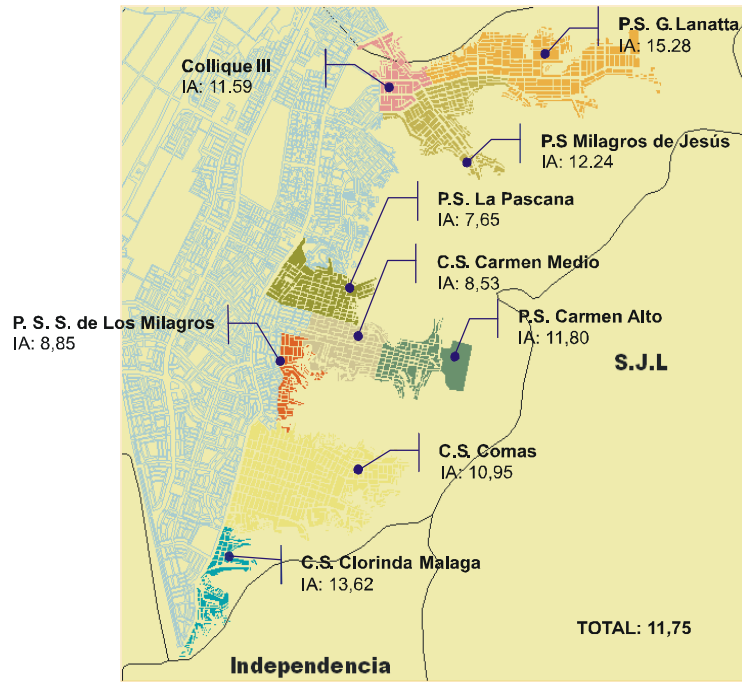 P.S. G. Lanatta
IA: 15.28
Collique III
IA: 11.59
P.S Milagros de Jesús
IA: 12.24
P.S. La Pascana
IA: 7,65
C.S. Carmen Medio
IA: 8,53
P. S. S. de Los Milagros
IA: 8,85
P.S. Carmen Alto
IA: 11,80
S.J.L
C.S. Comas
IA: 10,95
C.S. Clorinda Malaga
IA: 13,62
TOTAL: 11,75
Independencia